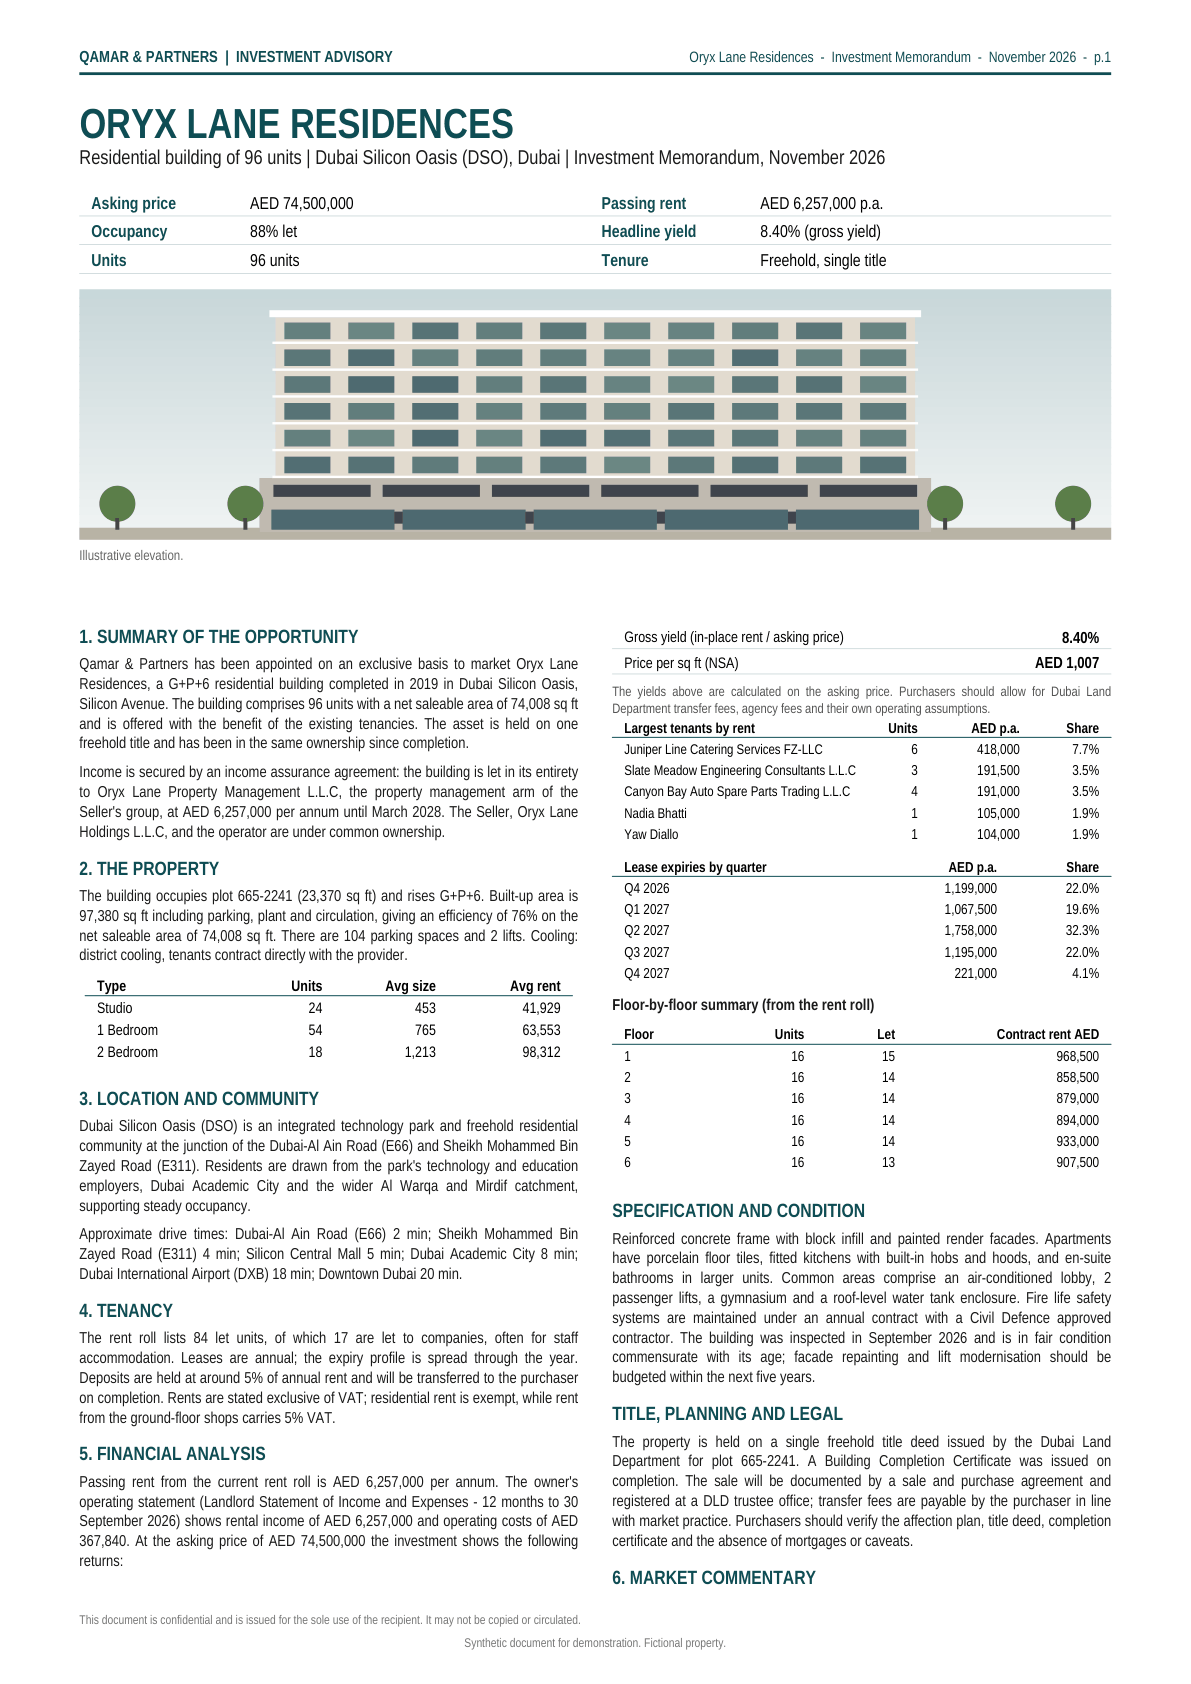 QAMAR & PARTNERS | INVESTMENT ADVISORY
Oryx Lane Residences - Investment Memorandum - November 2026 - p.1
ORYX LANE RESIDENCES
Residential building of 96 units | Dubai Silicon Oasis (DSO), Dubai | Investment Memorandum, November 2026
Asking price AED 74,500,000 Passing rent AED 6,257,000 p.a.
Occupancy 88% let Headline yield 8.40% (gross yield)
Units 96 units Tenure Freehold, single title
Illustrative elevation.
1. SUMMARY OF THE OPPORTUNITY
Qamar & Partners has been appointed on an exclusive basis to market Oryx Lane
Residences, a G+P+6 residential building completed in 2019 in Dubai Silicon Oasis,
Silicon Avenue. The building comprises 96 units with a net saleable area of 74,008 sq ft
and is offered with the benefit of the existing tenancies. The asset is held on one
freehold title and has been in the same ownership since completion.
Income is secured by an income assurance agreement: the building is let in its entirety
to Oryx Lane Property Management L.L.C, the property management arm of the
Seller's group, at AED 6,257,000 per annum until March 2028. The Seller, Oryx Lane
Holdings L.L.C, and the operator are under common ownership.
2. THE PROPERTY
The building occupies plot 665-2241 (23,370 sq ft) and rises G+P+6. Built-up area is
97,380 sq ft including parking, plant and circulation, giving an efficiency of 76% on the
net saleable area of 74,008 sq ft. There are 104 parking spaces and 2 lifts. Cooling:
district cooling, tenants contract directly with the provider.
Type Units Avg size Avg rent
Studio 24 453 41,929
1 Bedroom 54 765 63,553
2 Bedroom 18 1,213 98,312
3. LOCATION AND COMMUNITY
Dubai Silicon Oasis (DSO) is an integrated technology park and freehold residential
community at the junction of the Dubai-Al Ain Road (E66) and Sheikh Mohammed Bin
Zayed Road (E311). Residents are drawn from the park's technology and education
employers, Dubai Academic City and the wider Al Warqa and Mirdif catchment,
supporting steady occupancy.
Approximate drive times: Dubai-Al Ain Road (E66) 2 min; Sheikh Mohammed Bin
Zayed Road (E311) 4 min; Silicon Central Mall 5 min; Dubai Academic City 8 min;
Dubai International Airport (DXB) 18 min; Downtown Dubai 20 min.
4. TENANCY
The rent roll lists 84 let units, of which 17 are let to companies, often for staff
accommodation. Leases are annual; the expiry profile is spread through the year.
Deposits are held at around 5% of annual rent and will be transferred to the purchaser
on completion. Rents are stated exclusive of VAT; residential rent is exempt, while rent
from the ground-floor shops carries 5% VAT.
5. FINANCIAL ANALYSIS
Passing rent from the current rent roll is AED 6,257,000 per annum. The owner's
operating statement (Landlord Statement of Income and Expenses - 12 months to 30
September 2026) shows rental income of AED 6,257,000 and operating costs of AED
367,840. At the asking price of AED 74,500,000 the investment shows the following
returns:
Gross yield (in-place rent / asking price) 8.40%
Price per sq ft (NSA) AED 1,007
The yields above are calculated on the asking price. Purchasers should allow for Dubai Land
Department transfer fees, agency fees and their own operating assumptions.
Largest tenants by rent Units AED p.a. Share
Juniper Line Catering Services FZ-LLC 6 418,000 7.7%
Slate Meadow Engineering Consultants L.L.C 3 191,500 3.5%
Canyon Bay Auto Spare Parts Trading L.L.C 4 191,000 3.5%
Nadia Bhatti 1 105,000 1.9%
Yaw Diallo 1 104,000 1.9%
Lease expiries by quarter AED p.a. Share
Q4 2026 1,199,000 22.0%
Q1 2027 1,067,500 19.6%
Q2 2027 1,758,000 32.3%
Q3 2027 1,195,000 22.0%
Q4 2027 221,000 4.1%
Floor-by-floor summary (from the rent roll)
Floor Units Let Contract rent AED
1 16 15 968,500
2 16 14 858,500
3 16 14 879,000
4 16 14 894,000
5 16 14 933,000
6 16 13 907,500
SPECIFICATION AND CONDITION
Reinforced concrete frame with block infill and painted render facades. Apartments
have porcelain floor tiles, fitted kitchens with built-in hobs and hoods, and en-suite
bathrooms in larger units. Common areas comprise an air-conditioned lobby, 2
passenger lifts, a gymnasium and a roof-level water tank enclosure. Fire life safety
systems are maintained under an annual contract with a Civil Defence approved
contractor. The building was inspected in September 2026 and is in fair condition
commensurate with its age; facade repainting and lift modernisation should be
budgeted within the next five years.
TITLE, PLANNING AND LEGAL
The property is held on a single freehold title deed issued by the Dubai Land
Department for plot 665-2241. A Building Completion Certificate was issued on
completion. The sale will be documented by a sale and purchase agreement and
registered at a DLD trustee office; transfer fees are payable by the purchaser in line
with market practice. Purchasers should verify the affection plan, title deed, completion
certificate and the absence of mortgages or caveats.
6. MARKET COMMENTARY
This document is confidential and is issued for the sole use of the recipient. It may not be copied or circulated.
Synthetic document for demonstration. Fictional property.